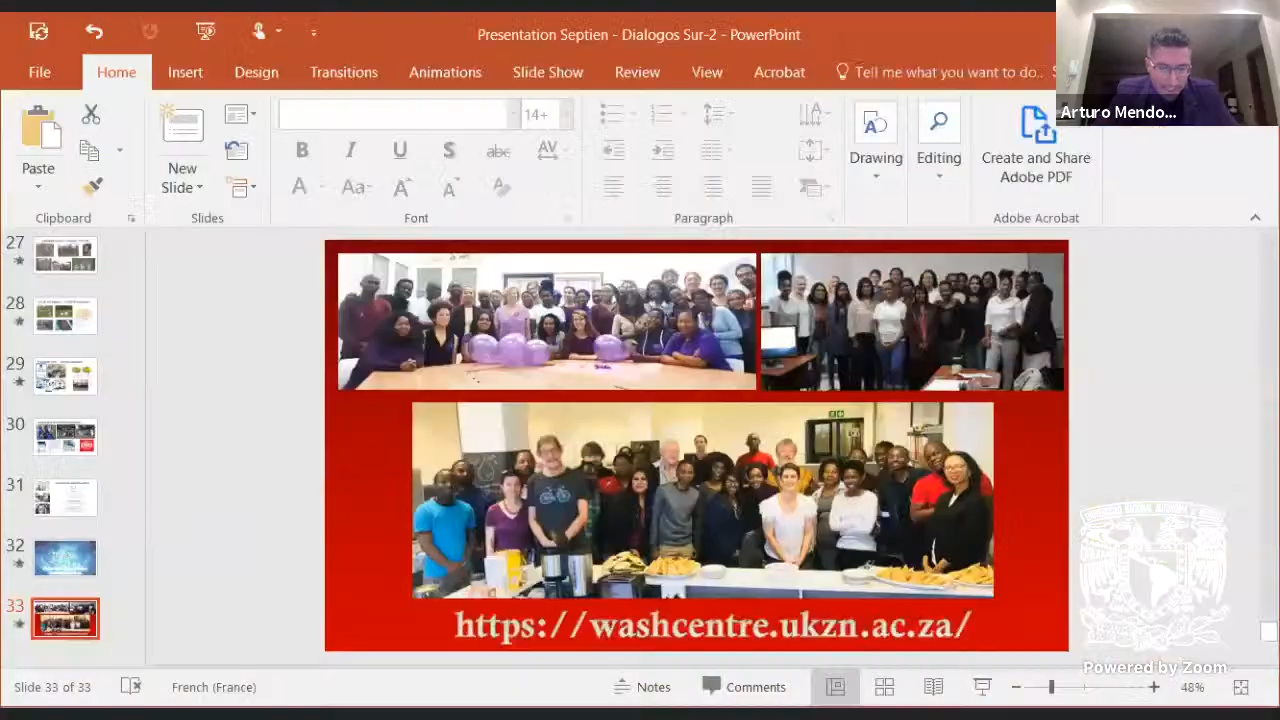 Presentation Septien - Dialogos Sur-2 - PowerPoint
File Home Insert Design Transitions Animations Slide Show Review View Acrobat Tell me what you want to do..
Arturo Mendo...
14+
Paste
New
Slide
Drawing
Editing
Create and Share
Adobe PDF
Clipboard
Slides
Font
Paragraph
Adobe Acrobat
27
28
29
30
31
32
33
https://washcentre.ukzn.ac.za/
Powered by Zoom
Slide 33 of 33
French (France)
Notes
Comments
48%